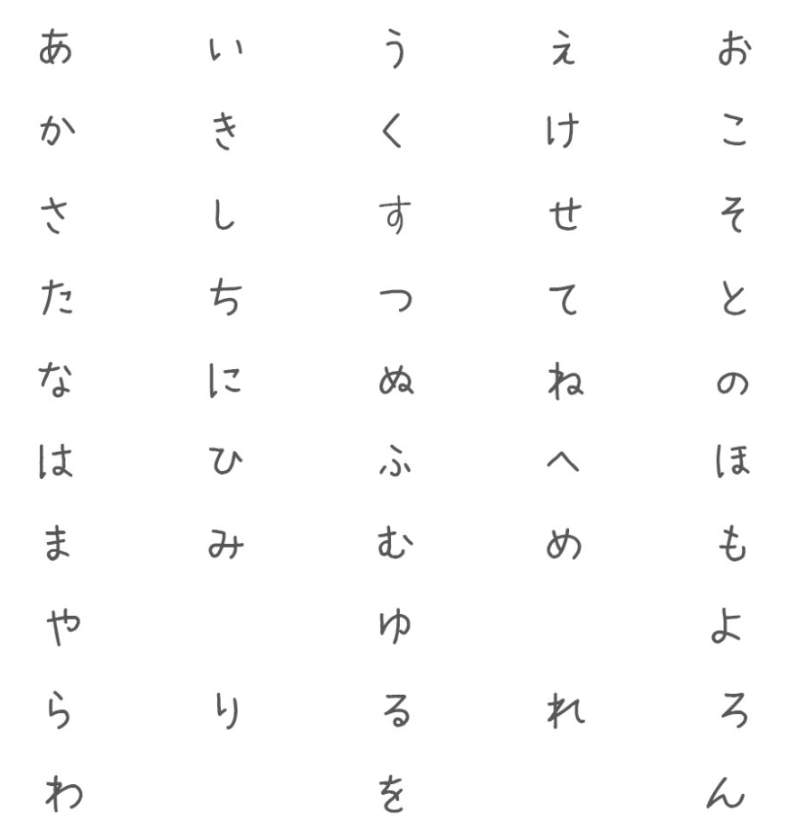 あ い う え お
か き く け こ
さ し す せ そ
た ち つ て と
な に ぬ ね の
は ひ ふ へ ほ
ま み む め も
や ゆ よ
ら り る れ ろ
わ を ん